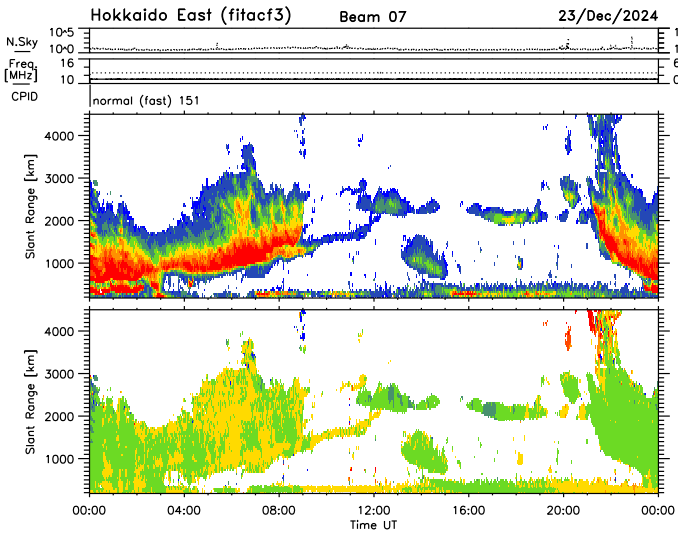 Hokkaido East (fitacf3) Beam 07 23/Dec/2024
N.Sky 10^5 10^0 1 1
Freq. [MHz] 16 10 6 0
CPID normal (fast) 151
Slant Range [km] 4000 3000 2000 1000
Slant Range [km] 4000 3000 2000 1000
00:00 04:00 08:00 12:00 16:00 20:00 00:00
Time UT